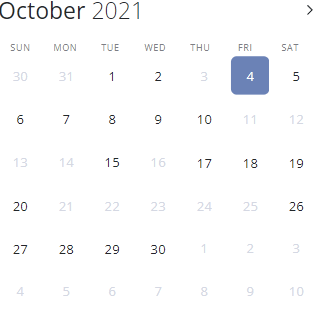 October 2021
SUN MON TUE WED THU FRI SAT
30 31 1 2 3 4 5
6 7 8 9 10 11 12
13 14 15 16 17 18 19
20 21 22 23 24 25 26
27 28 29 30 1 2 3
4 5 6 7 8 9 10